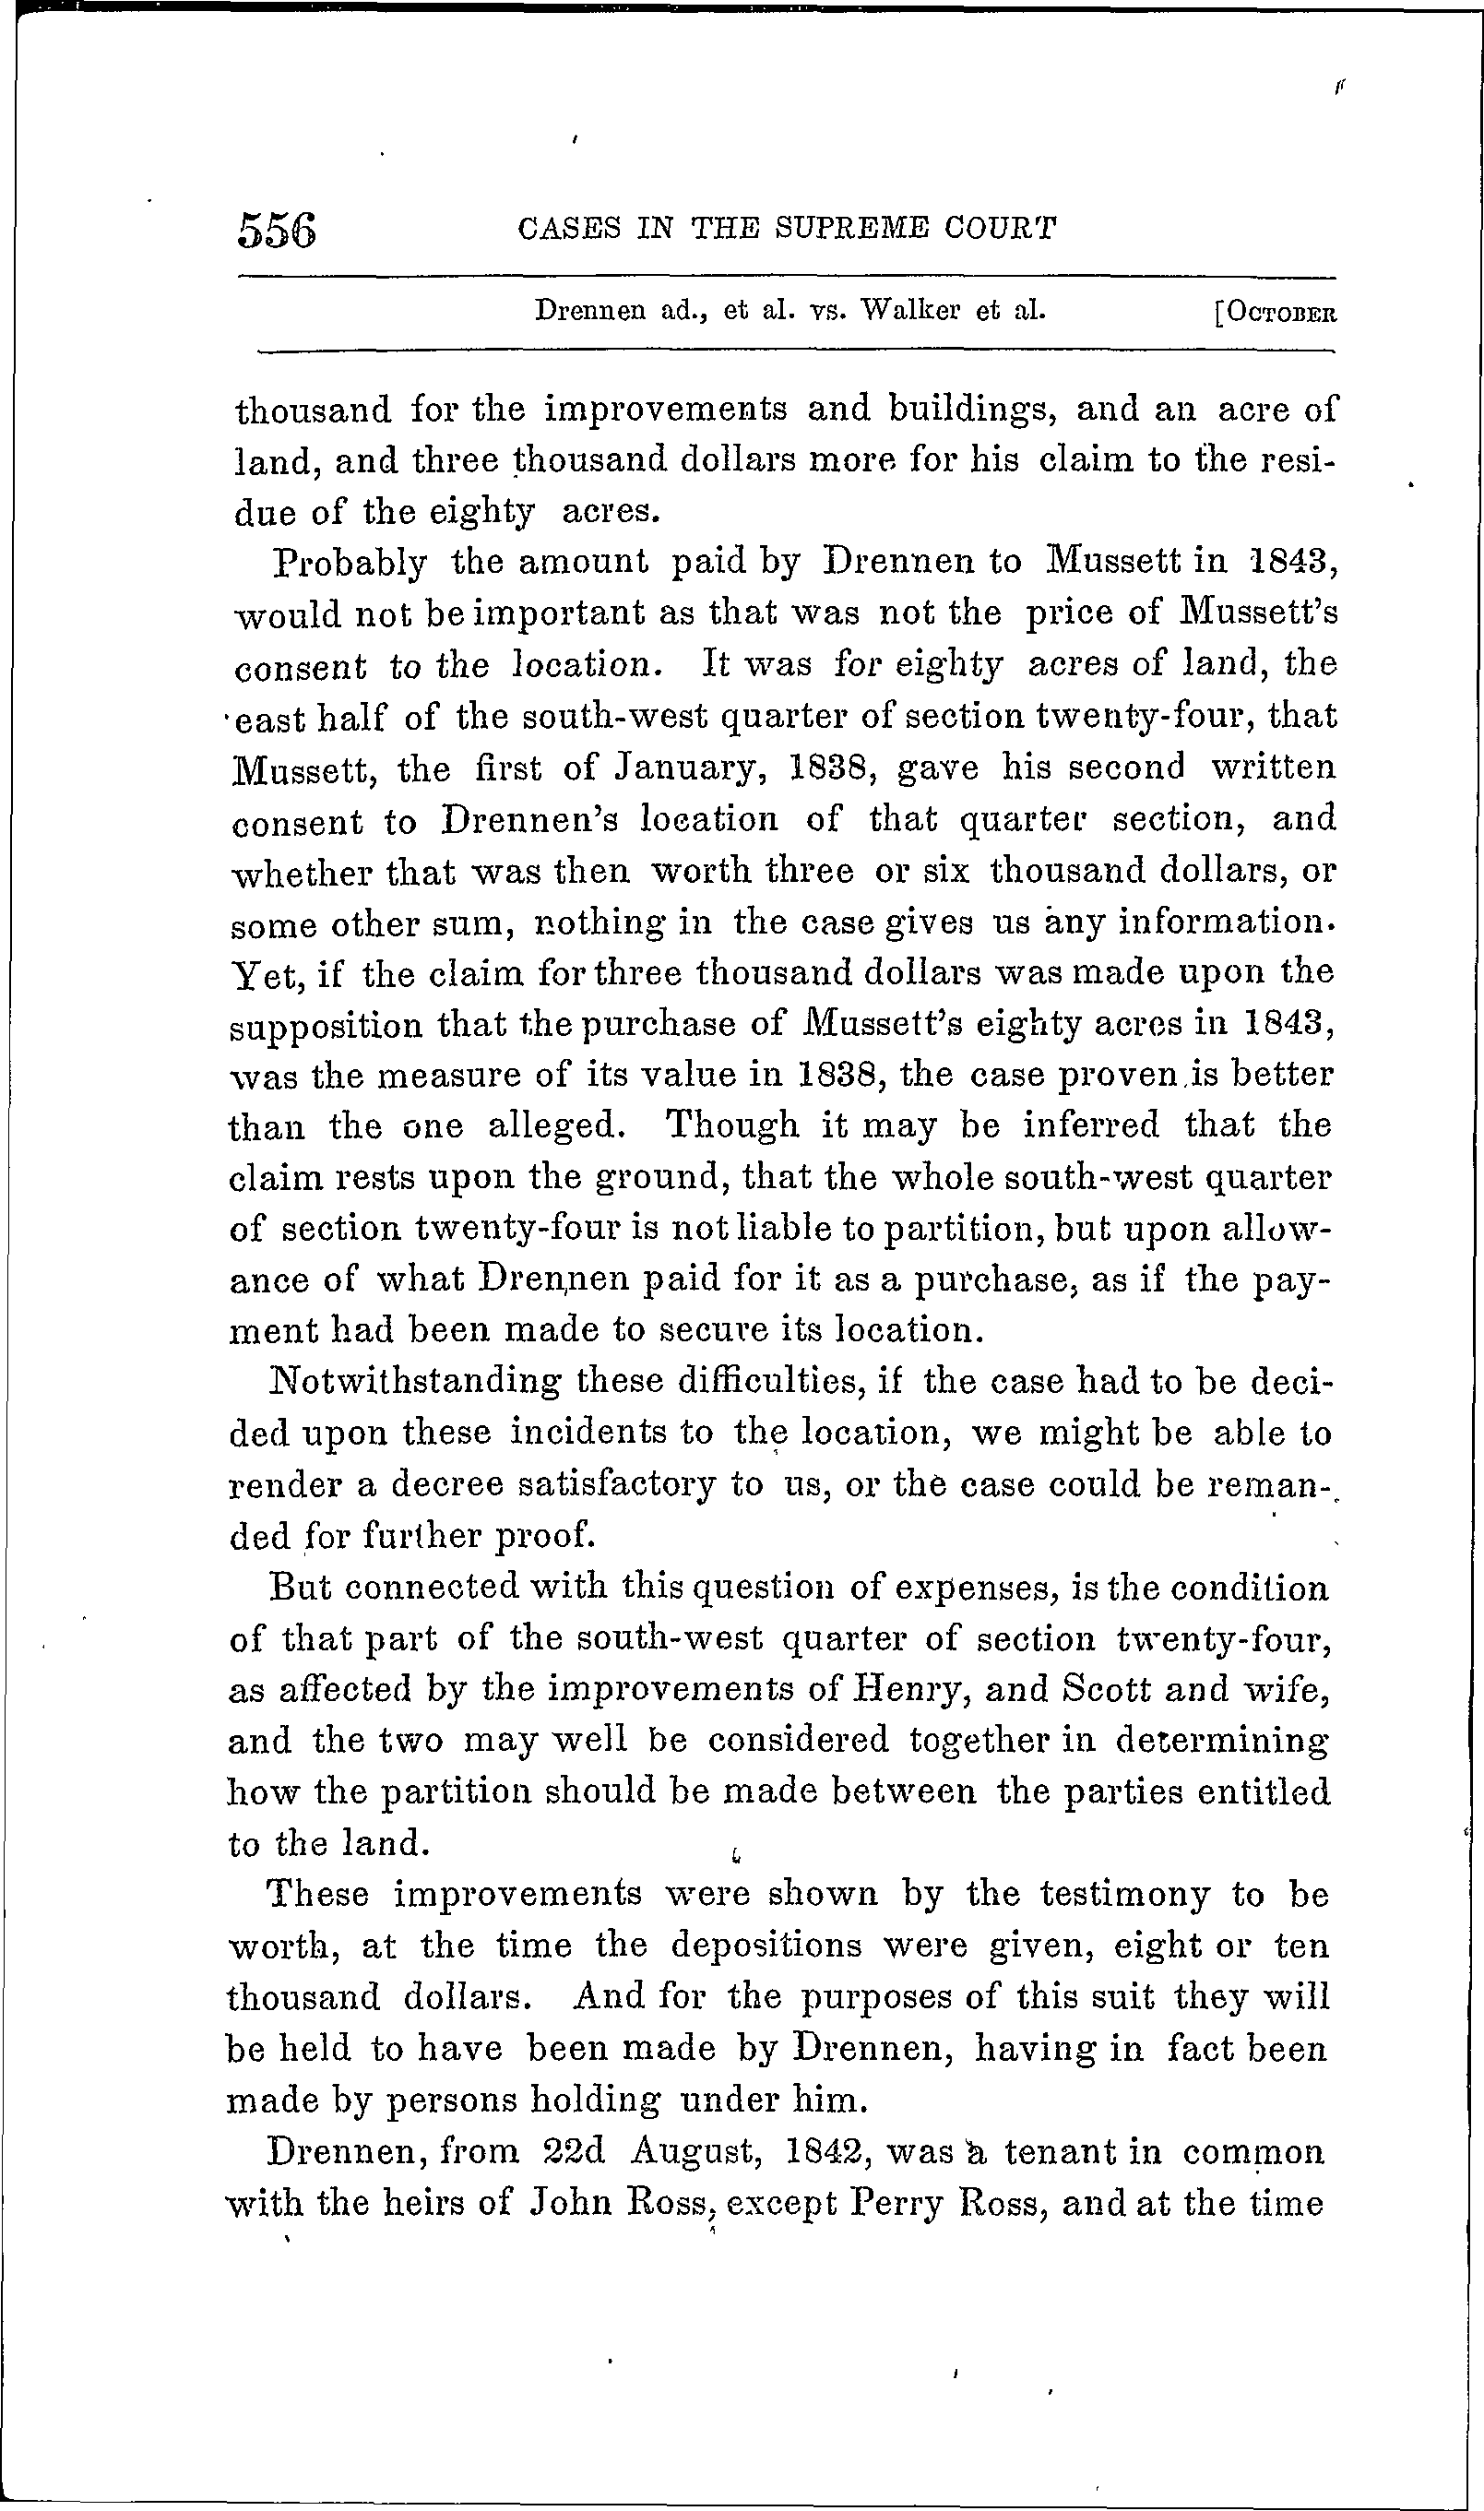 556 CASES IN THE SUPREME COURT
Drennen ad., et al. vs. Walker et al. [OCTOBER
thousand for the improvements and buildings, and an acre of
land, and three thousand dollars more for his claim to the resi-
due of the eighty acres.
Probably the amount paid by Drennen to Mussett in 1843,
would not be important as that was not the price of Mussett's
consent to the location. It was for eighty acres of land, the
east half of the south-west quarter of section twenty-four, that
Mussett, the first of January, 1838, gave his second written
consent to Drennen's location of that quarter section, and
whether that was then worth three or six thousand dollars, or
some other sum, nothing in the case gives us any information.
Yet, if the claim for three thousand dollars was made upon the
supposition that the purchase of Mussett's eighty acres in 1843,
was the measure of its value in 1838, the case proven is better
than the one alleged. Though it may be inferred that the
claim rests upon the ground, that the whole south-west quarter
of section twenty-four is not liable to partition, but upon allow-
ance of what Drennen paid for it as a purchase, as if the pay-
ment had been made to secure its location.
Notwithstanding these difficulties, if the case had to be deci-
ded upon these incidents to the location, we might be able to
render a decree satisfactory to us, or the case could be reman-
ded for further proof.
But connected with this question of expenses, is the condition
of that part of the south-west quarter of section twenty-four,
as affected by the improvements of Henry, and Scott and wife,
and the two may well be considered together in determining
how the partition should be made between the parties entitled
to the land.
These improvements were shown by the testimony to be
worth, at the time the depositions were given, eight or ten
thousand dollars. And for the purposes of this suit they will
be held to have been made by Drennen, having in fact been
made by persons holding under him.
Drennen, from 22d August, 1842, was a tenant in common
with the heirs of John Ross, except Perry Ross, and at the time